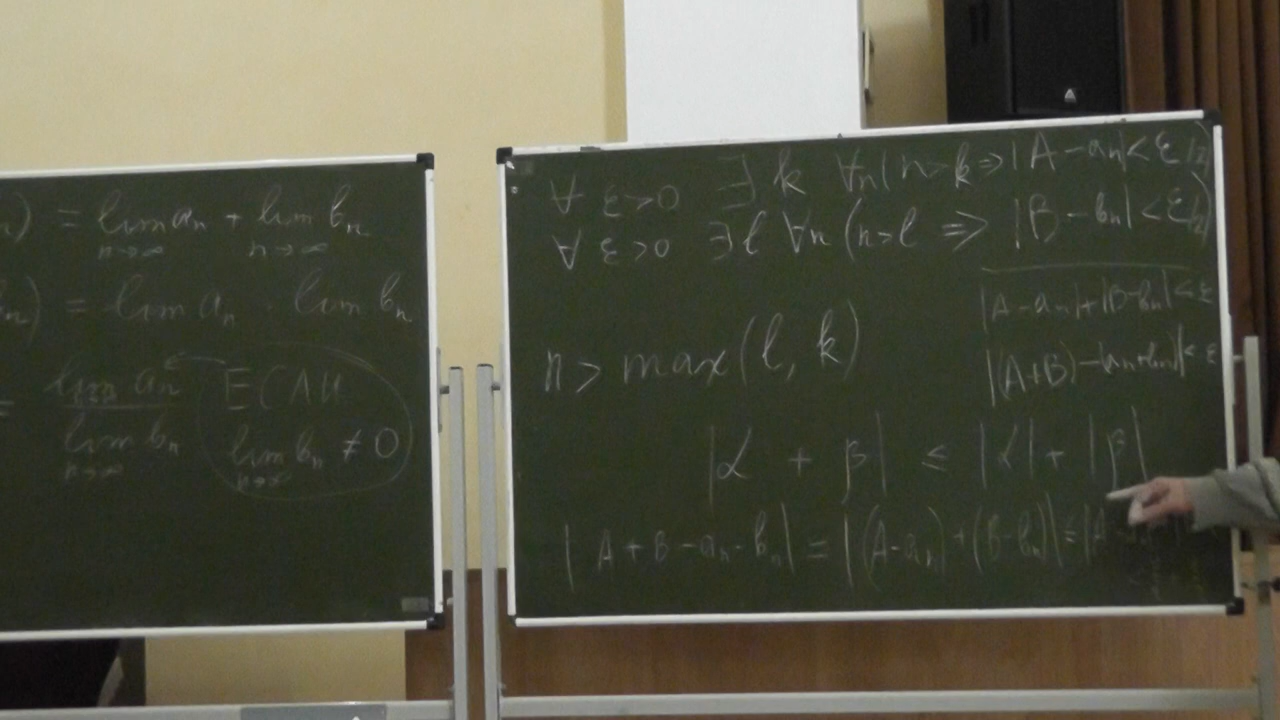 n) = lim aₙ + lim bₙ
n→∞ n→∞
bₙ) = lim aₙ · lim bₙ
= lim aₙ / lim bₙ
n→∞
ЕСЛИ
lim bₙ ≠ 0
n→∞
∀ ε>0 ∃ k ∀n(n>k ⇒ |A-aₙ|<ε/2)
∀ ε>0 ∃ l ∀n(n>l ⇒ |B-bₙ|<ε/2)
|A-aₙ|+|B-bₙ|<ε
n > max(l, k)
|(A+B)-(aₙ+bₙ)|<ε
|α + β| ≤ |α| + |β|
|A+B-aₙ-bₙ| = |(A-aₙ)+(B-bₙ)| ≤ |A